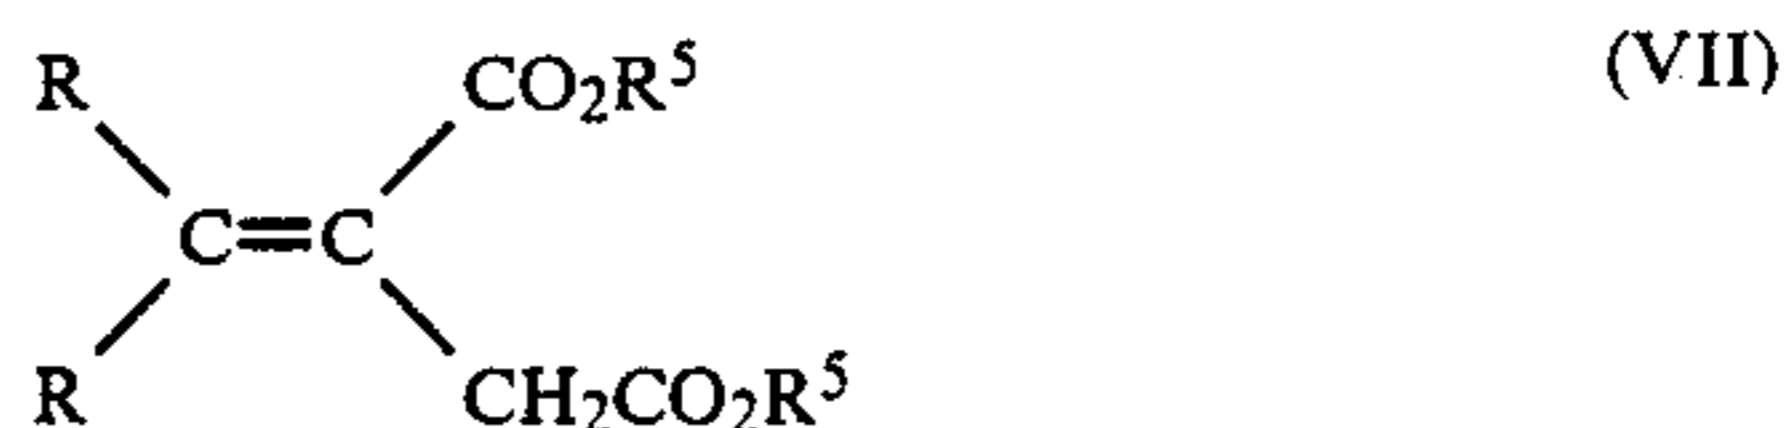 R CO₂R⁵ (VII)
C=C
R CH₂CO₂R⁵